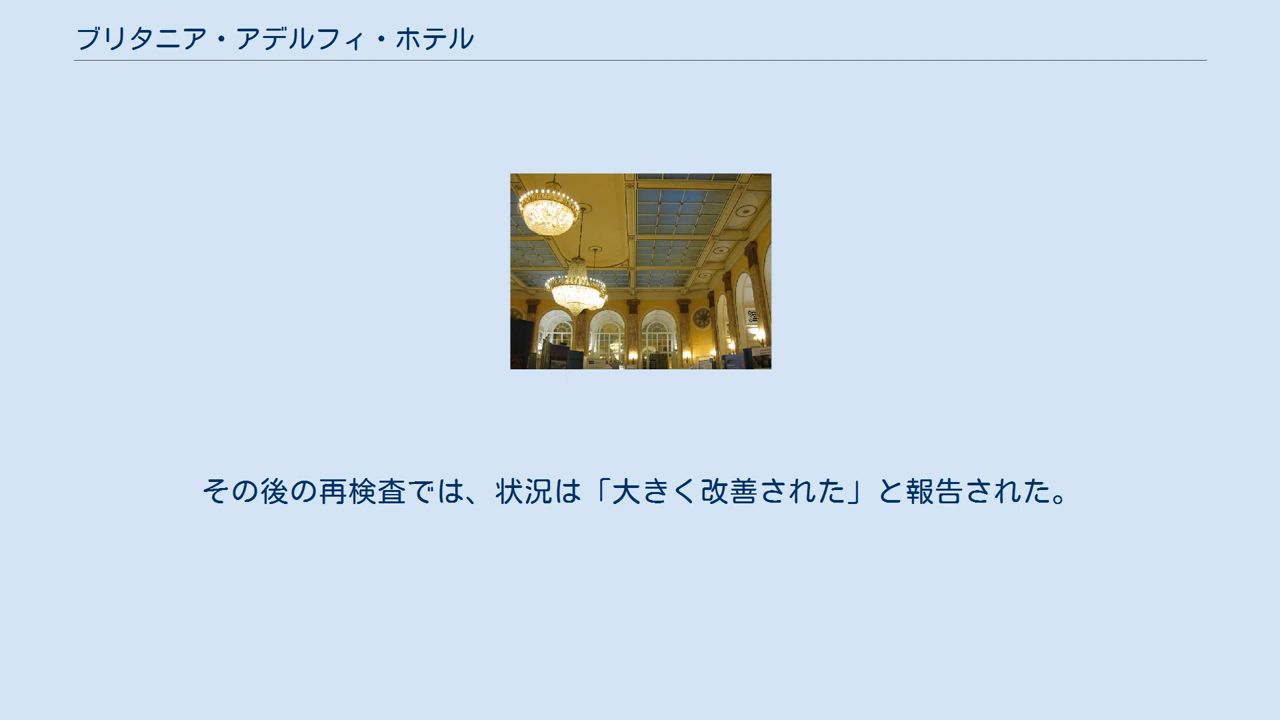 ブリタニア・アデルフィ・ホテル
その後の再検査では、状況は「大きく改善された」と報告された。